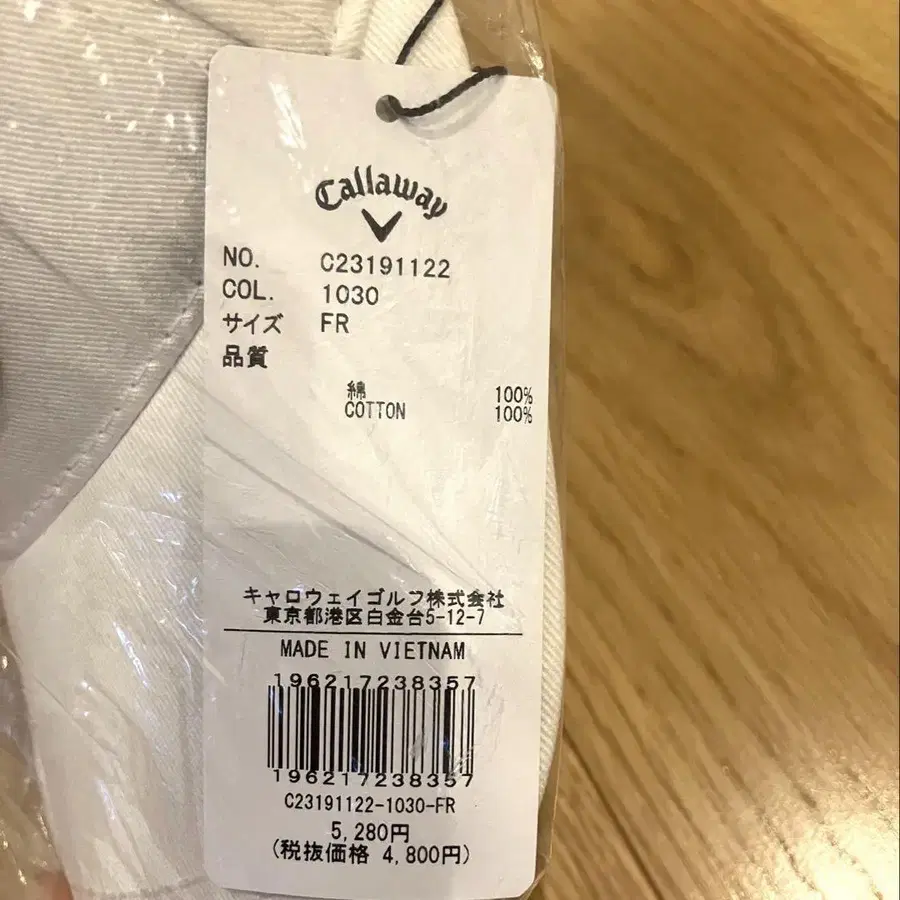 Callaway
NO. C23191122
COL. 1030
サイズ FR
品質
綿 100%
COTTON 100%
キャロウェイゴルフ株式会社
東京都港区白金台5-12-7
MADE IN VIETNAM
196217238357
196217238357
C23191122-1030-FR
5,280円
(税抜価格 4,800円)